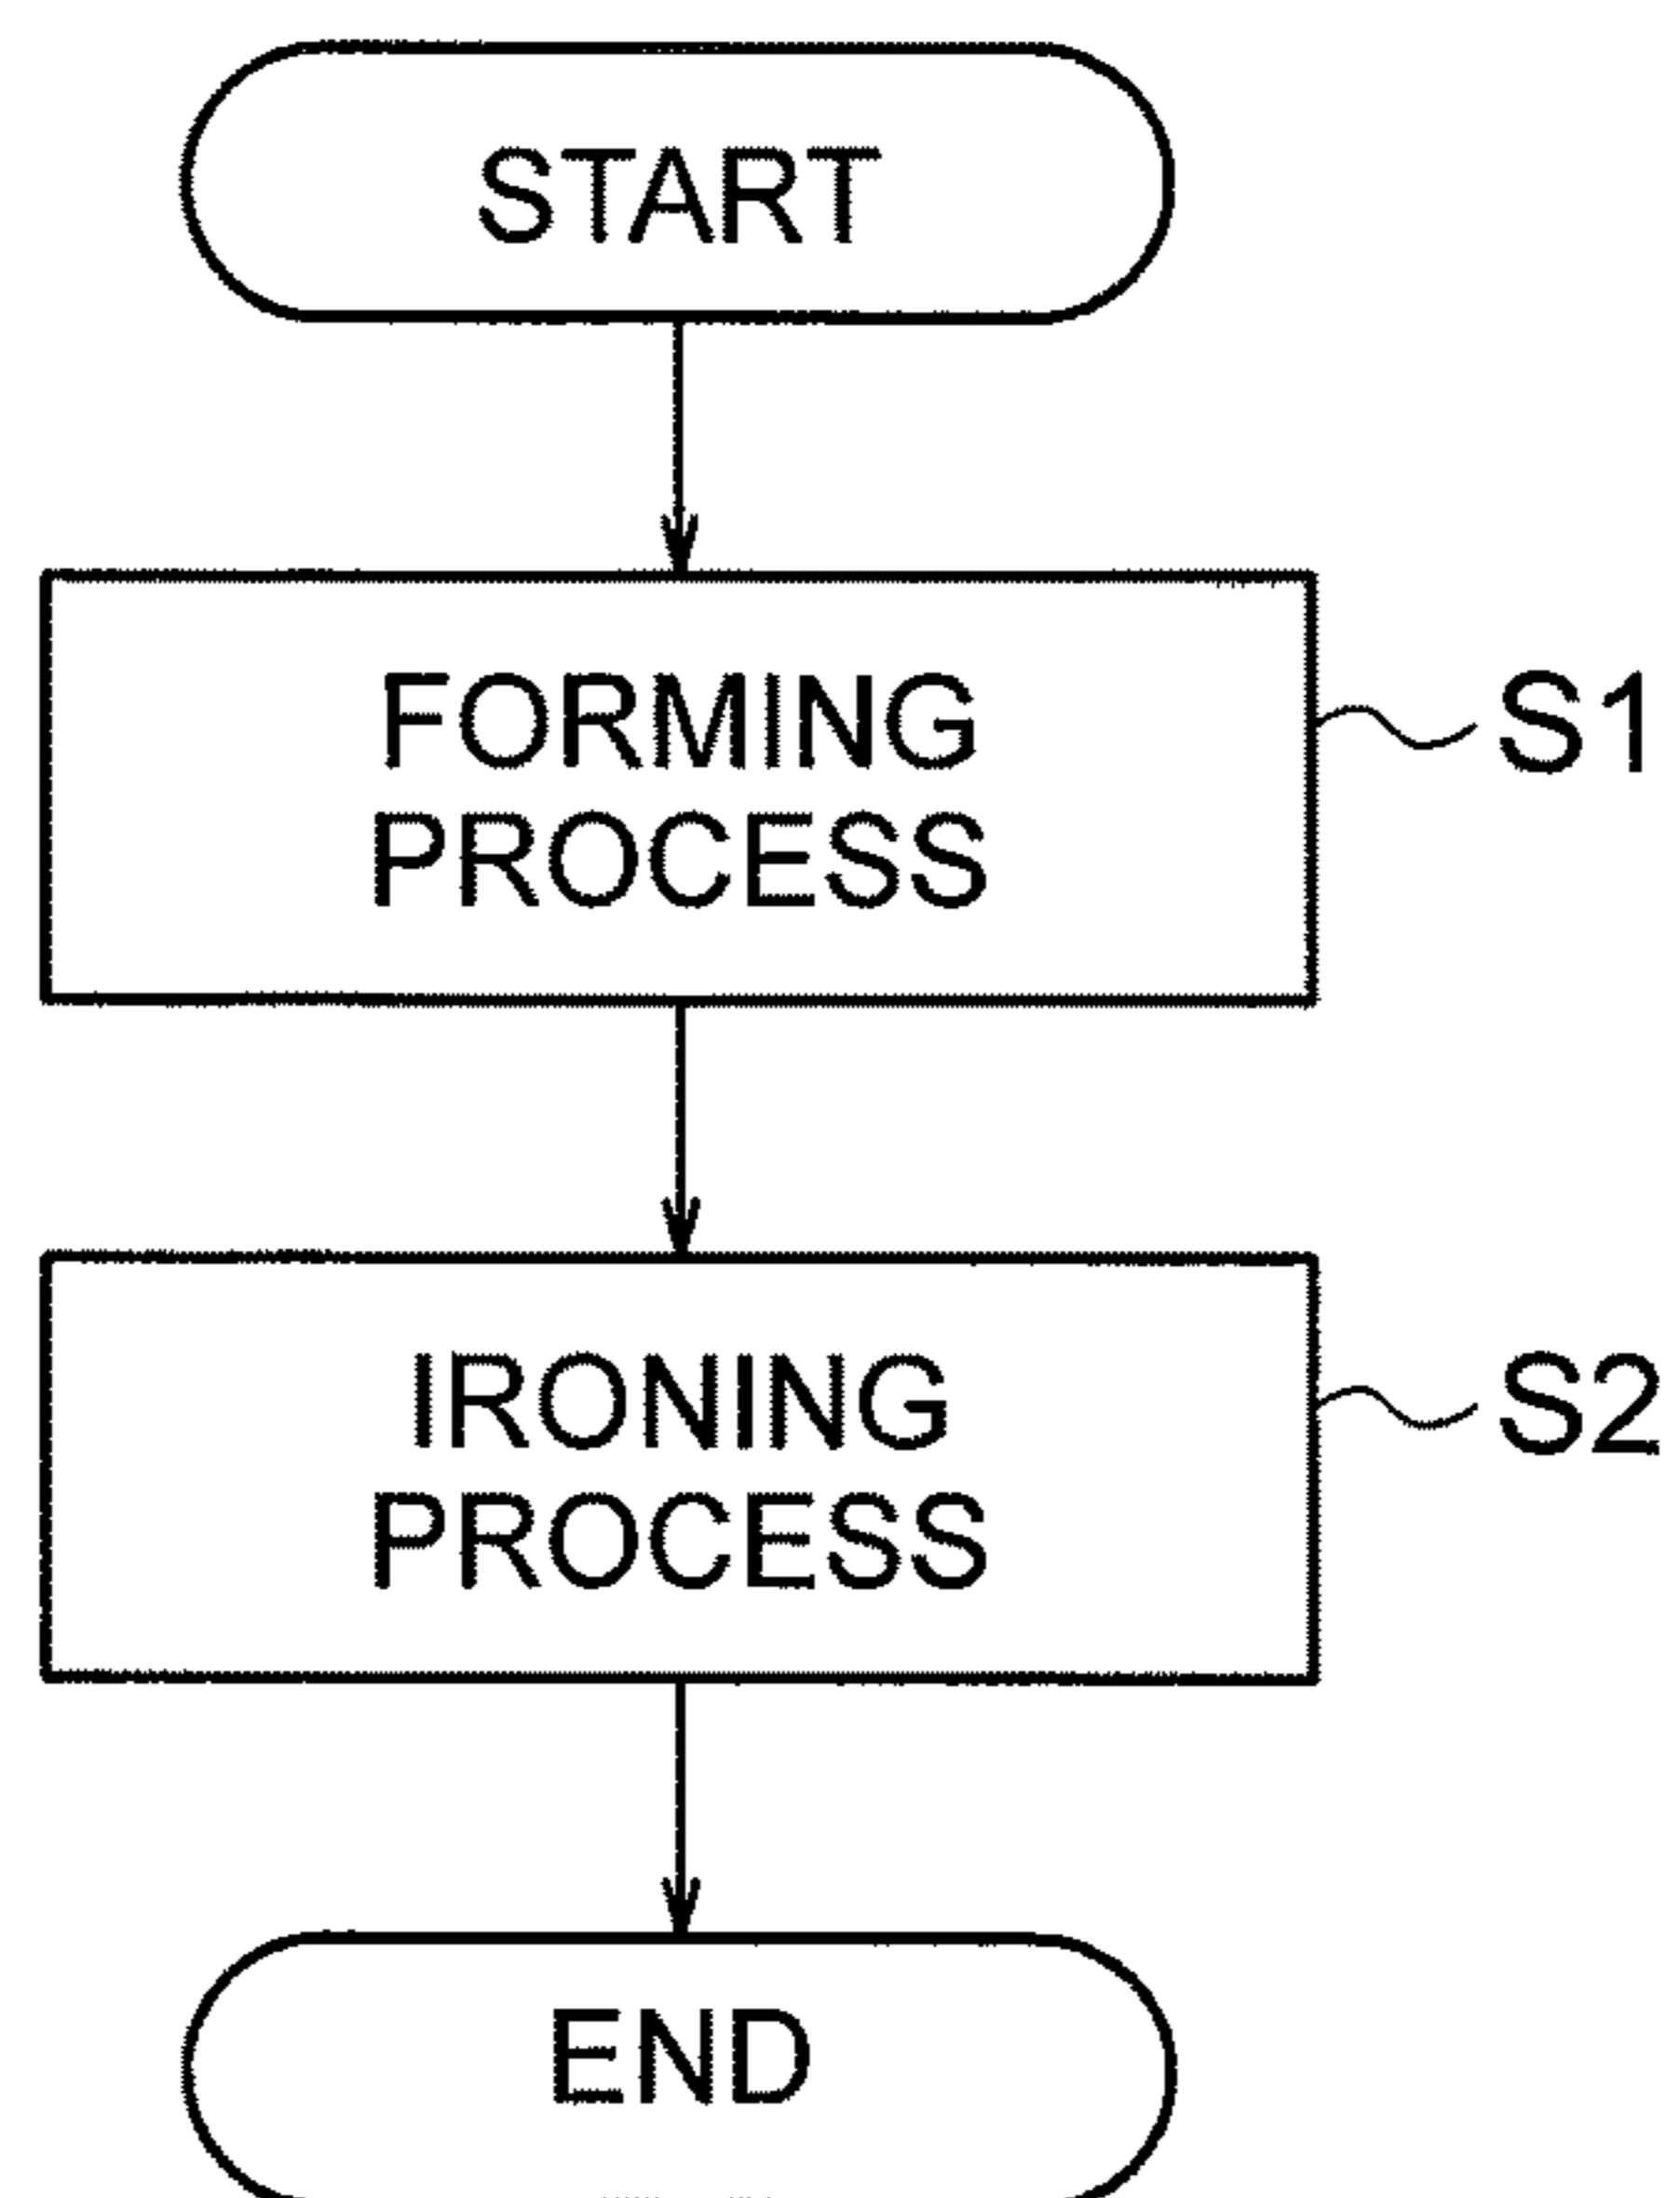 START
FORMING
PROCESS
S1
IRONING
PROCESS
S2
END